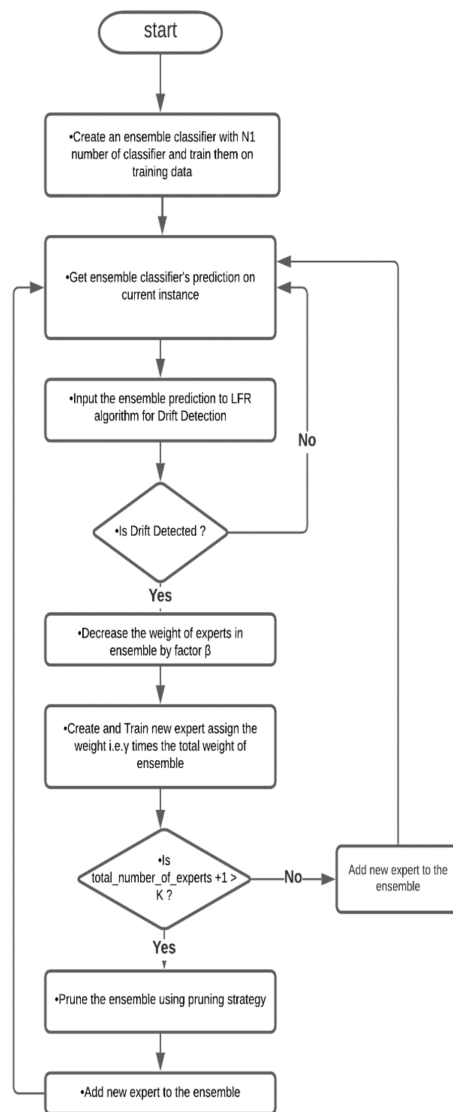 start
•Create an ensemble classifier with N1
number of classifier and train them on
training data
•Get ensemble classifier's prediction on
current instance
•Input the ensemble prediction to LFR
algorithm for Drift Detection
No
•Is Drift Detected ?
Yes
•Decrease the weight of experts in
ensemble by factor β
•Create and Train new expert assign the
weight i.e.γ times the total weight of
ensemble
•Is
total_number_of_experts +1 >
K ?
No
Add new expert to the
ensemble
Yes
•Prune the ensemble using pruning strategy
•Add new expert to the ensemble